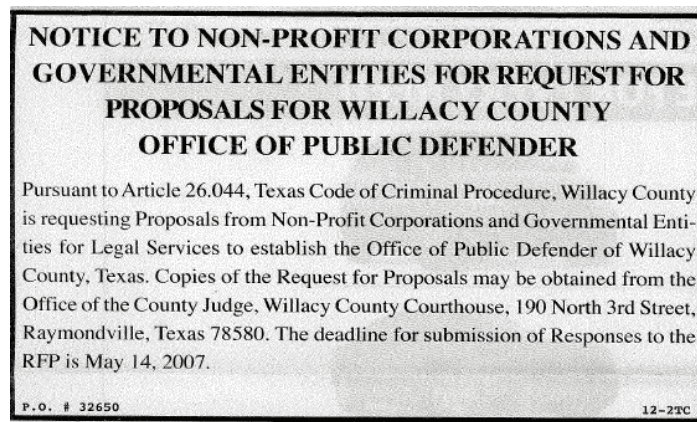 NOTICE TO NON-PROFIT CORPORATIONS AND
GOVERNMENTAL ENTITIES FOR REQUEST FOR
PROPOSALS FOR WILLACY COUNTY
OFFICE OF PUBLIC DEFENDER
Pursuant to Article 26.044, Texas Code of Criminal Procedure, Willacy County
is requesting Proposals from Non-Profit Corporations and Governmental Enti-
ties for Legal Services to establish the Office of Public Defender of Willacy
County, Texas. Copies of the Request for Proposals may be obtained from the
Office of the County Judge, Willacy County Courthouse, 190 North 3rd Street,
Raymondville, Texas 78580. The deadline for submission of Responses to the
RFP is May 14, 2007.
P.O. # 32650
12-2TC